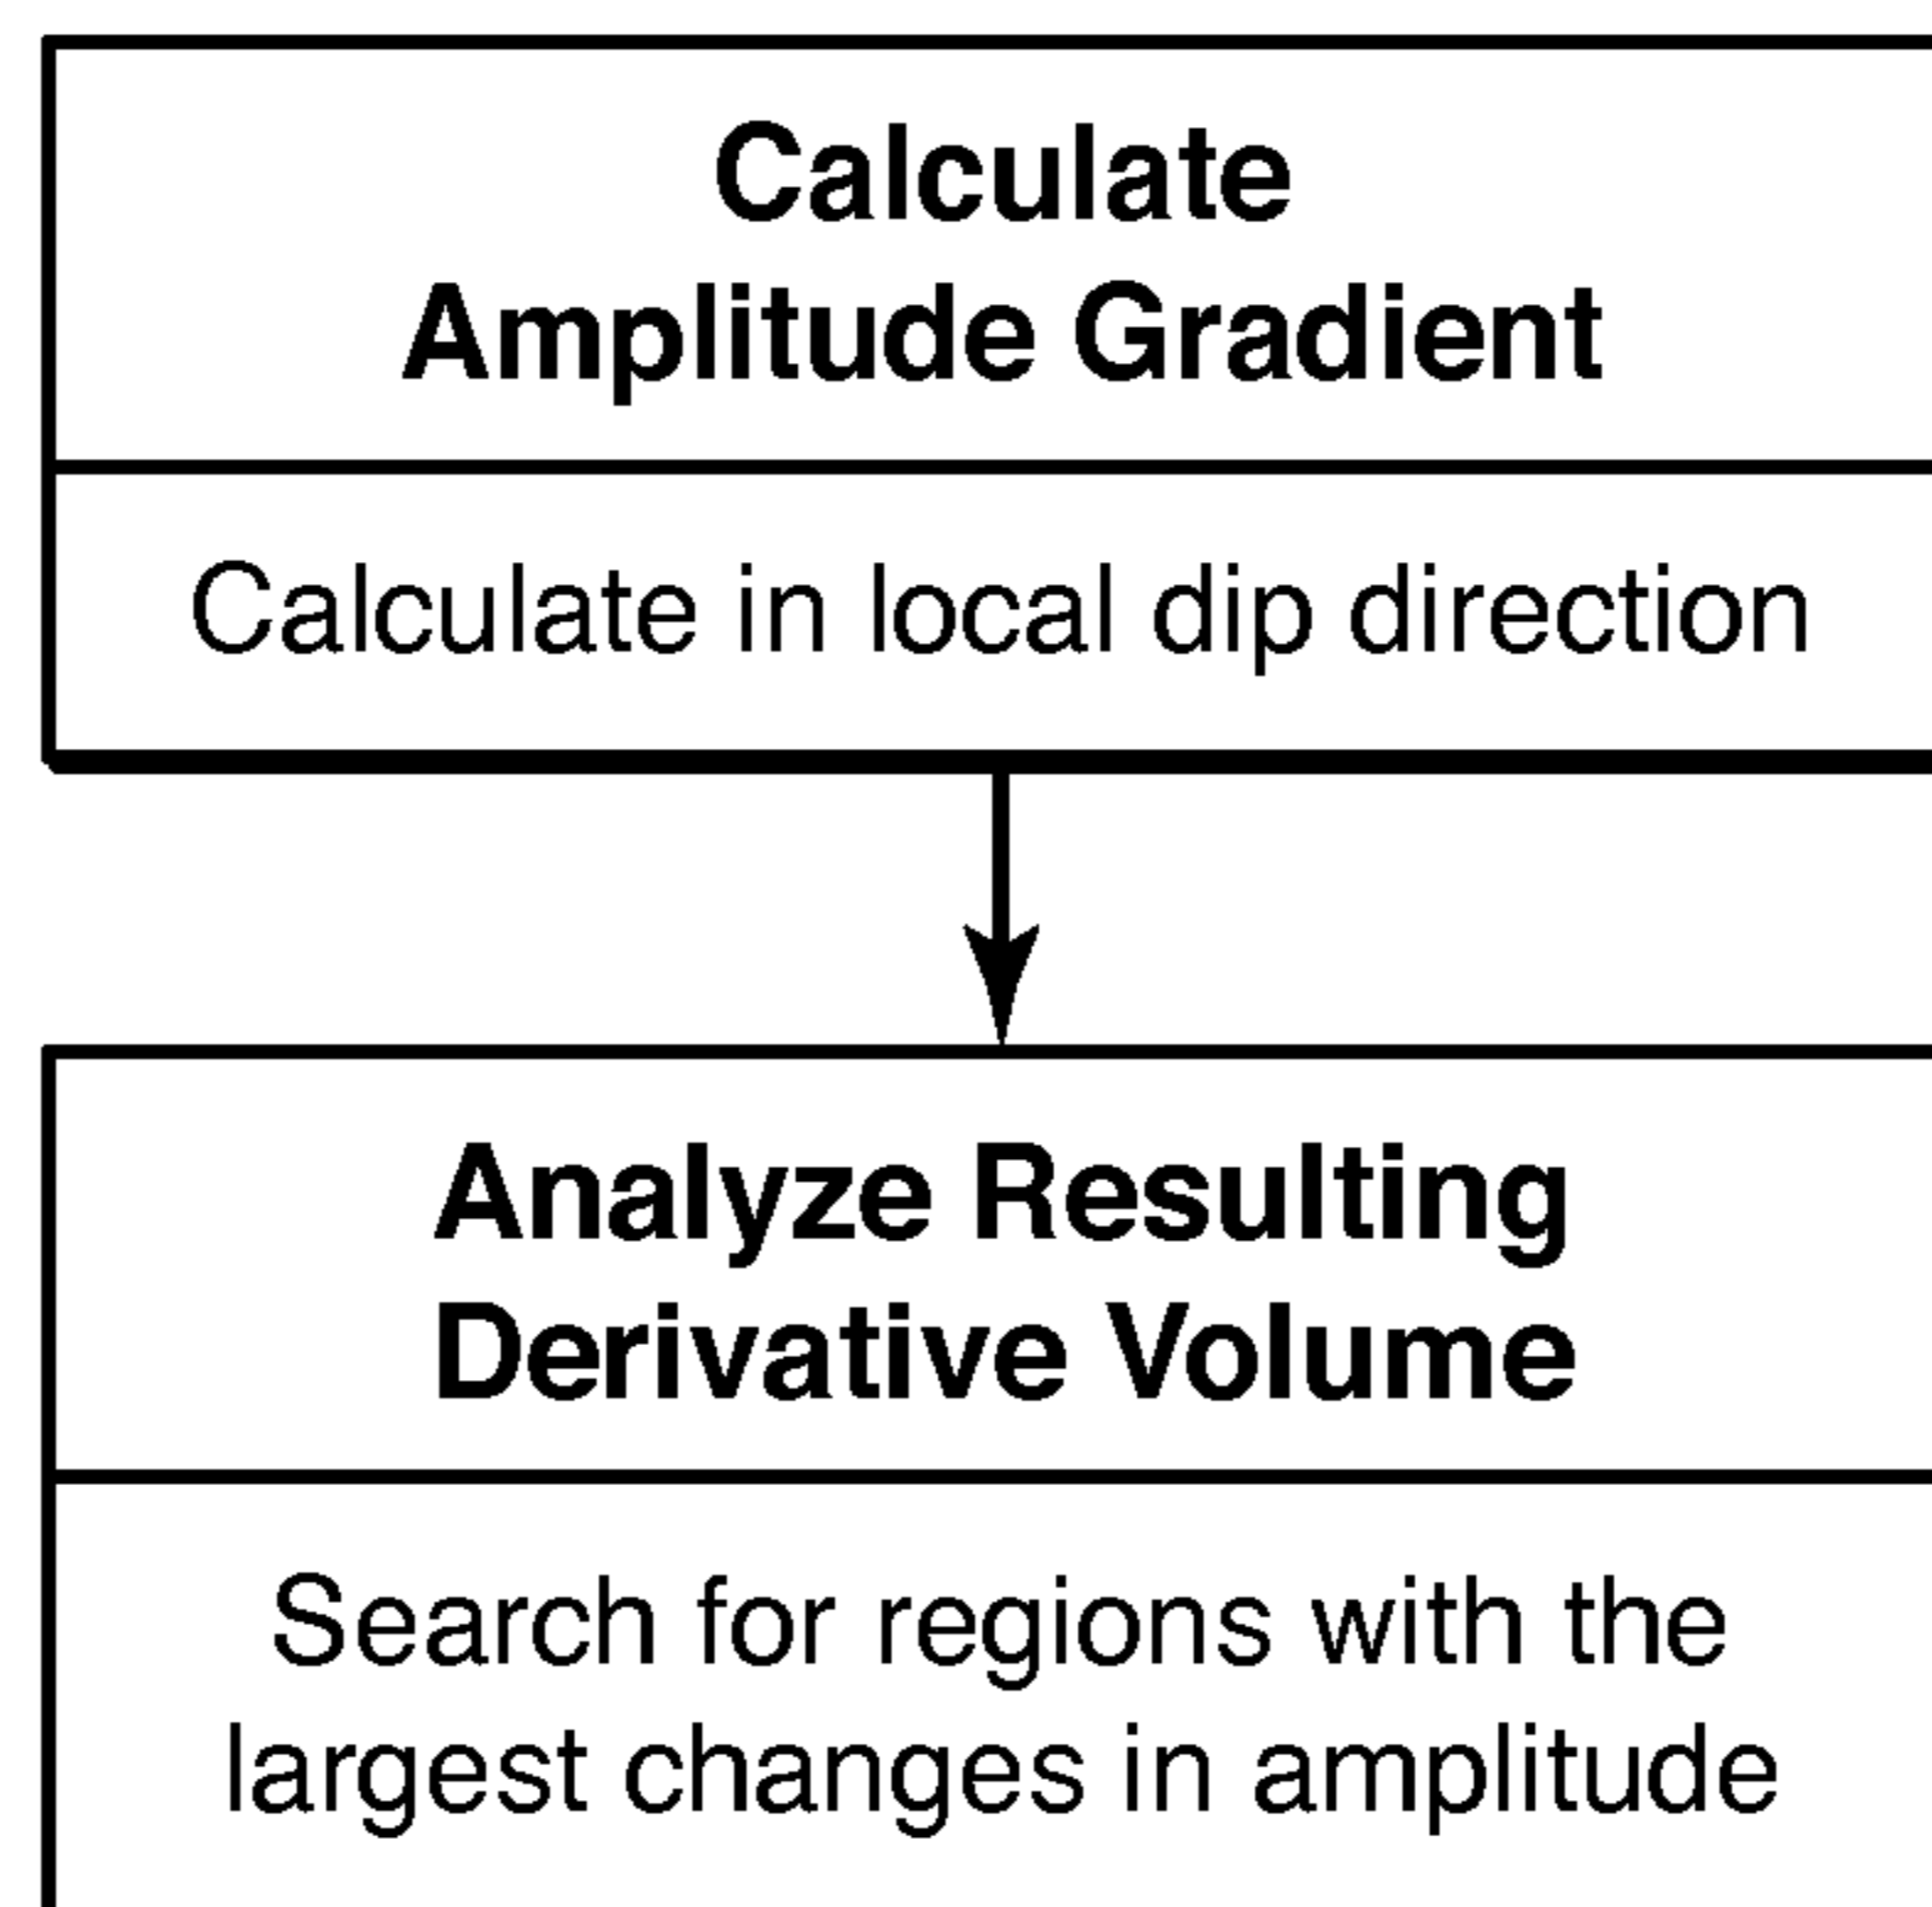 Calculate
Amplitude Gradient
Calculate in local dip direction
Analyze Resulting
Derivative Volume
Search for regions with the
largest changes in amplitude